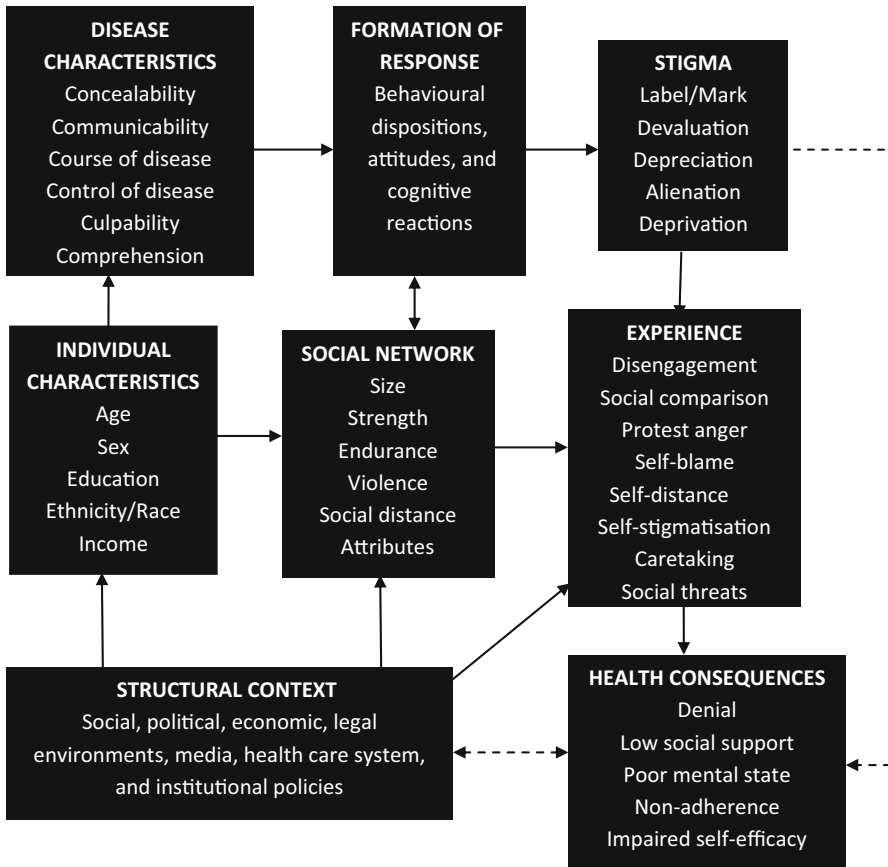 DISEASE
CHARACTERISTICS
Concealability
Communicability
Course of disease
Control of disease
Culpability
Comprehension
FORMATION OF
RESPONSE
Behavioural
dispositions,
attitudes, and
cognitive
reactions
STIGMA
Label/Mark
Devaluation
Depreciation
Alienation
Deprivation
INDIVIDUAL
CHARACTERISTICS
Age
Sex
Education
Ethnicity/Race
Income
SOCIAL NETWORK
Size
Strength
Endurance
Violence
Social distance
Attributes
EXPERIENCE
Disengagement
Social comparison
Protest anger
Self-blame
Self-distance
Self-stigmatisation
Caretaking
Social threats
STRUCTURAL CONTEXT
Social, political, economic, legal
environments, media, health care system,
and institutional policies
HEALTH CONSEQUENCES
Denial
Low social support
Poor mental state
Non-adherence
Impaired self-efficacy